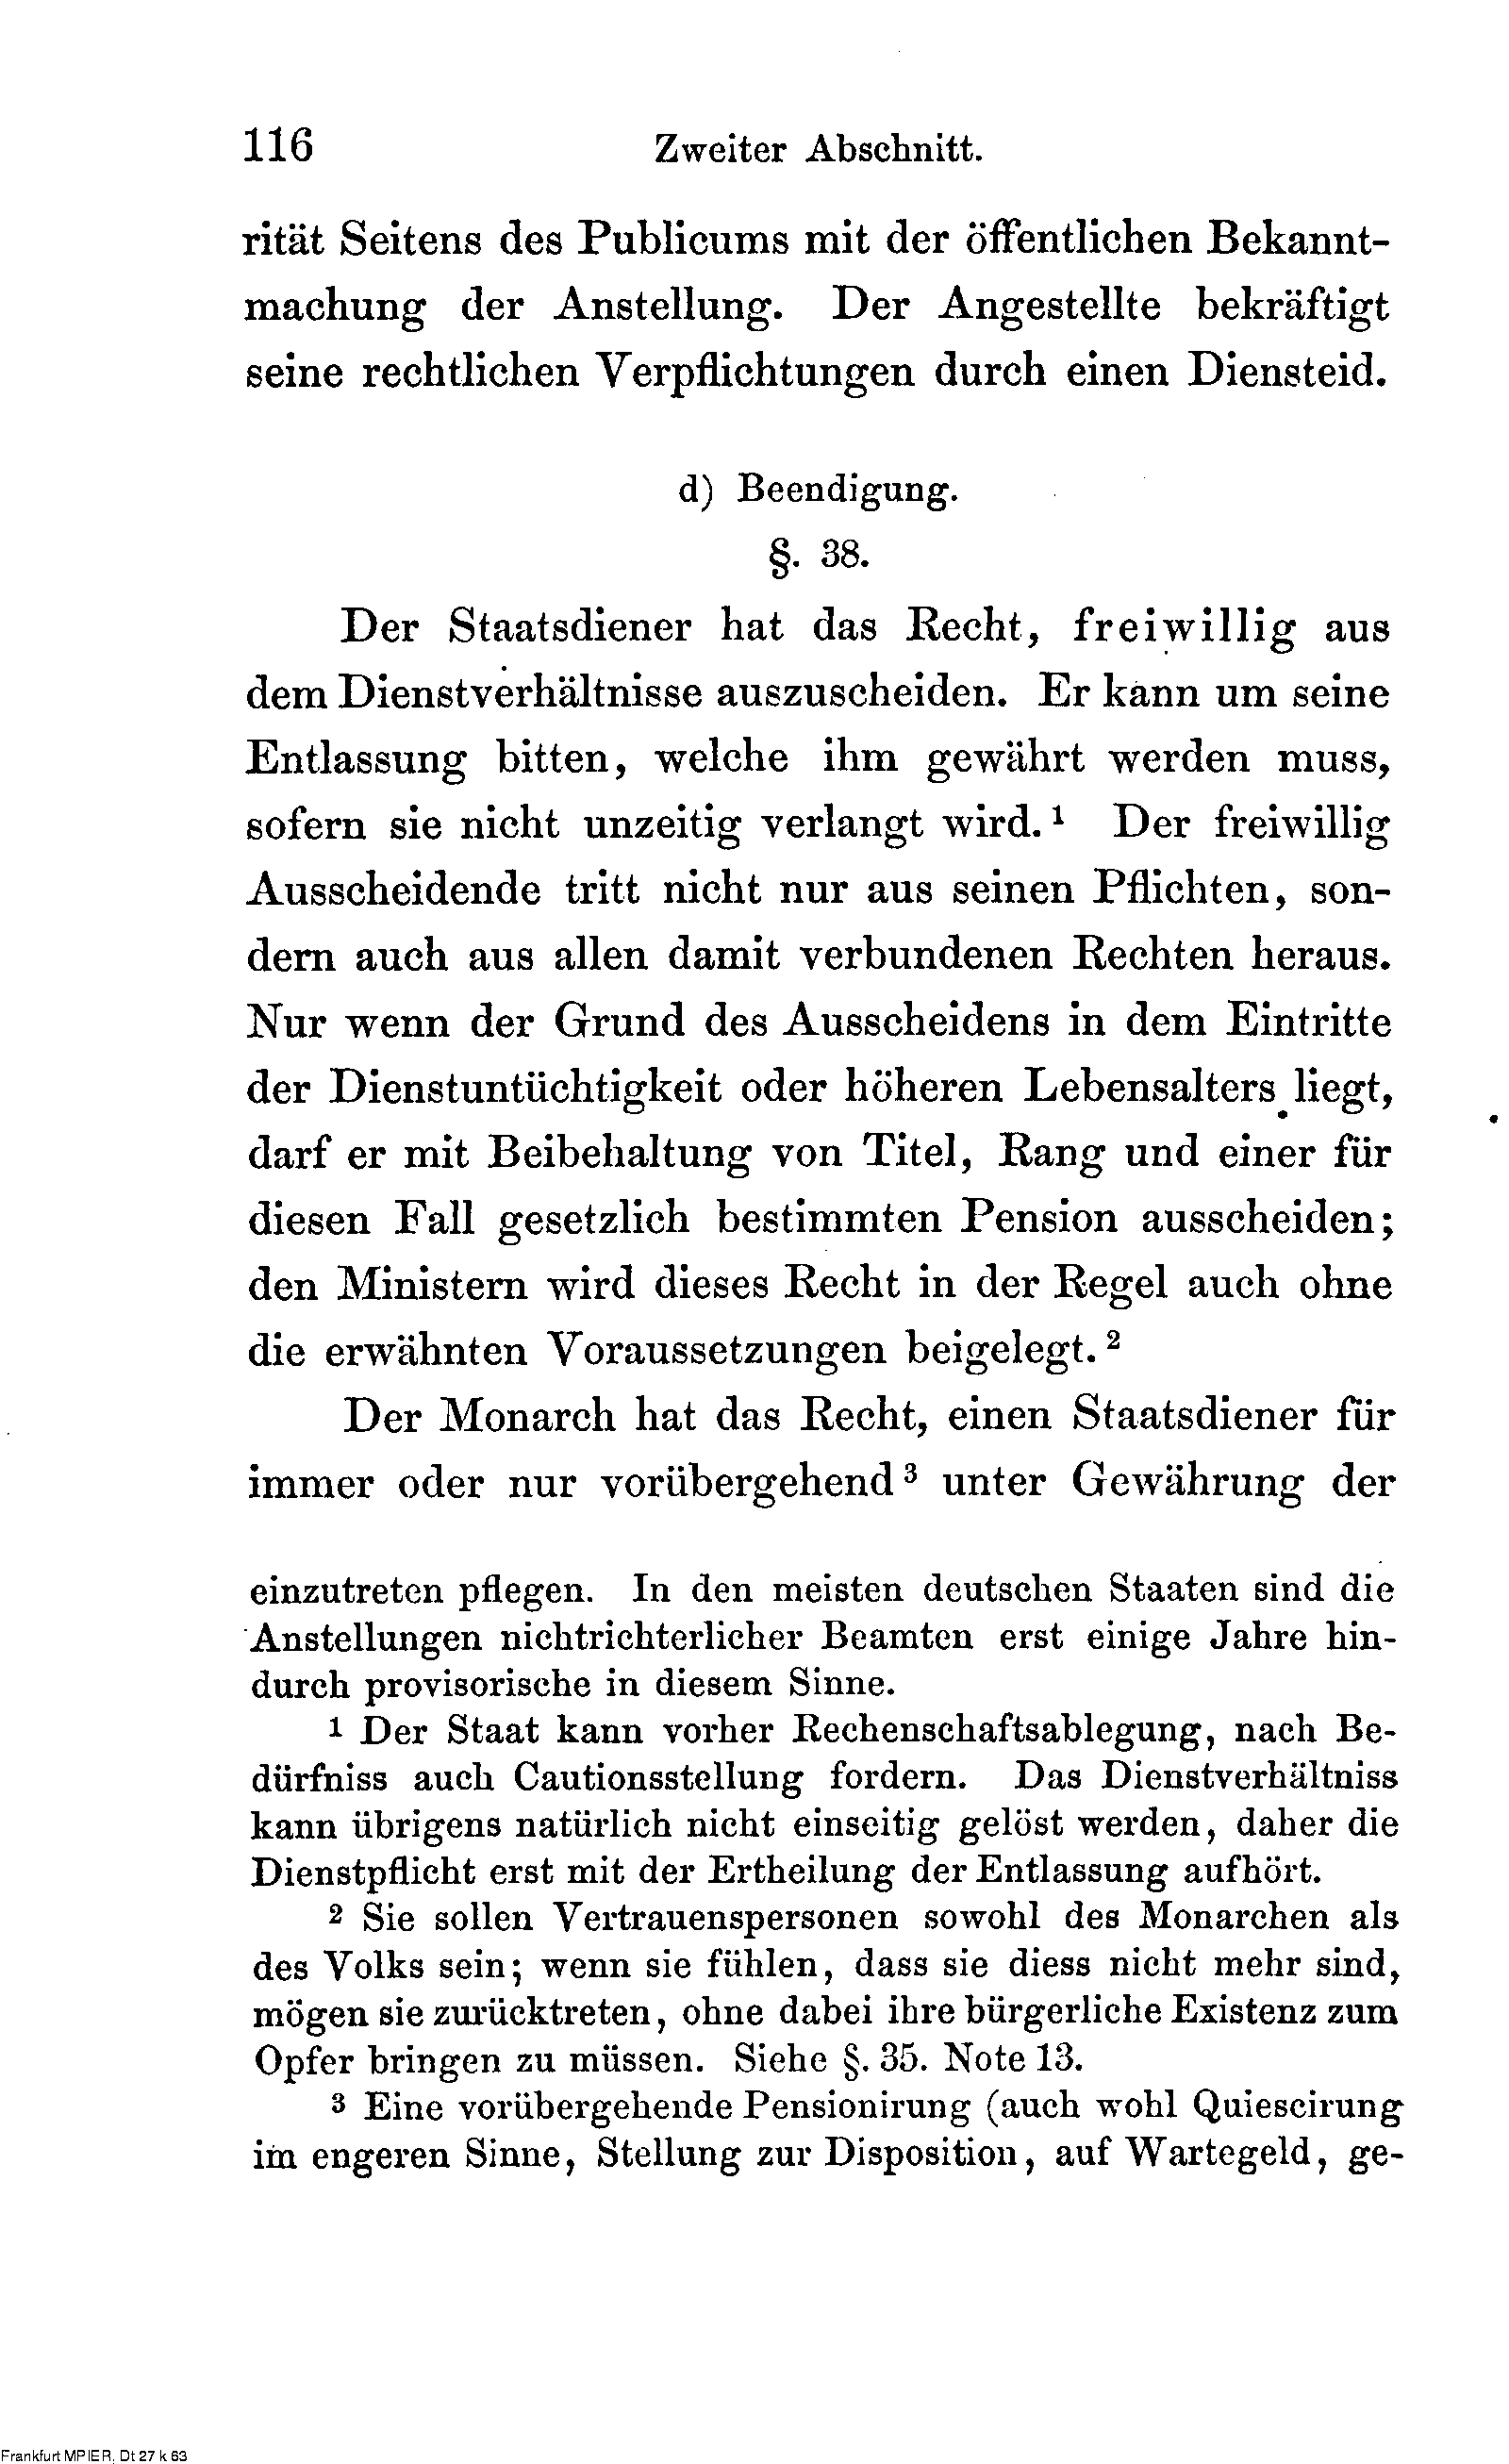 116 Zweiter Abschnitt.
rität Seitens des Publicums mit der öffentlichen Bekannt-
machung der Anstellung. Der Angestellte bekräftigt
seine rechtlichen Verpflichtungen durch einen Diensteid.
d) Beendigung.
§. 38.
Der Staatsdiener hat das Recht, freiwillig aus
dem Dienstverhältnisse auszuscheiden. Er kann um seine
Entlassung bitten, welche ihm gewährt werden muss,
sofern sie nicht unzeitig verlangt wird.¹ Der freiwillig
Ausscheidende tritt nicht nur aus seinen Pflichten, son-
dern auch aus allen damit verbundenen Rechten heraus.
Nur wenn der Grund des Ausscheidens in dem Eintritte
der Dienstuntüchtigkeit oder höheren Lebensalters liegt,
darf er mit Beibehaltung von Titel, Rang und einer für
diesen Fall gesetzlich bestimmten Pension ausscheiden;
den Ministern wird dieses Recht in der Regel auch ohne
die erwähnten Voraussetzungen beigelegt.²
Der Monarch hat das Recht, einen Staatsdiener für
immer oder nur vorübergehend³ unter Gewährung der
einzutreten pflegen. In den meisten deutschen Staaten sind die
Anstellungen nichtrichterlicher Beamten erst einige Jahre hin-
durch provisorische in diesem Sinne.
¹ Der Staat kann vorher Rechenschaftsablegung, nach Be-
dürfniss auch Cautionsstellung fordern. Das Dienstverhältniss
kann übrigens natürlich nicht einseitig gelöst werden, daher die
Dienstpflicht erst mit der Ertheilung der Entlassung aufhört.
² Sie sollen Vertrauenspersonen sowohl des Monarchen als
des Volks sein; wenn sie fühlen, dass sie diess nicht mehr sind,
mögen sie zurücktreten, ohne dabei ihre bürgerliche Existenz zum
Opfer bringen zu müssen. Siehe §. 35. Note 13.
³ Eine vorübergehende Pensionirung (auch wohl Quiescirung
im engeren Sinne, Stellung zur Disposition, auf Wartegeld, ge-
Frankfurt MPIER, Dt 27 k 63